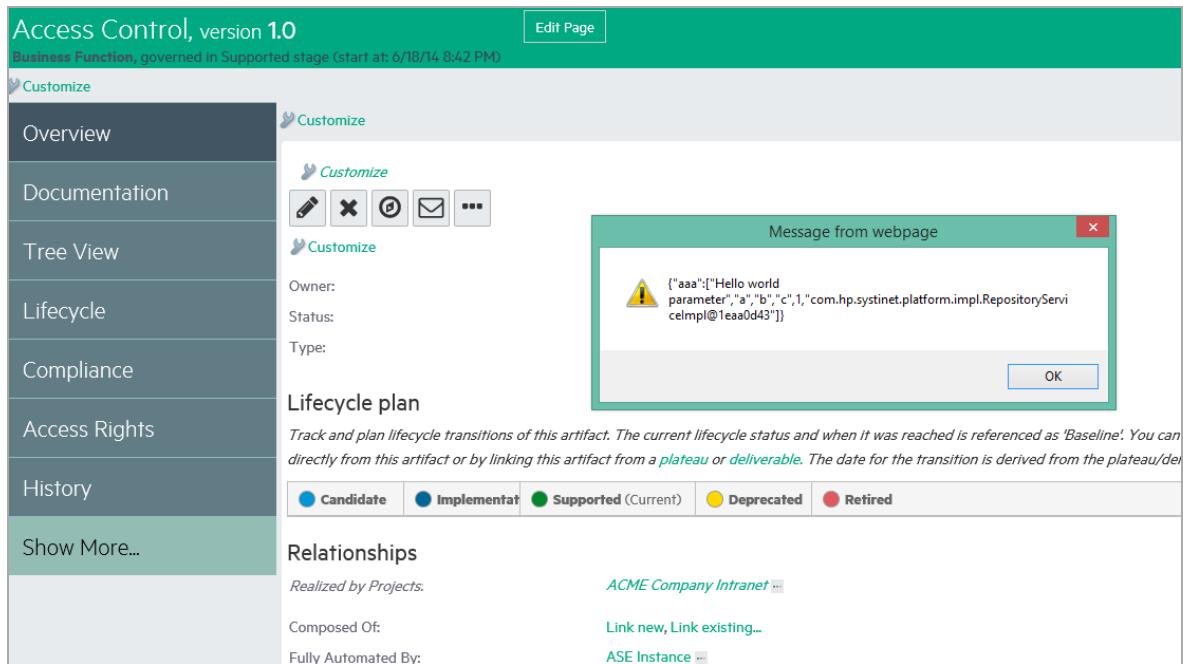 Access Control, version 1.0
Edit Page
Business Function, governed in Supported stage (start at: 6/18/14 8:42 PM)
Customize
Overview
Documentation
Tree View
Lifecycle
Compliance
Access Rights
History
Show More...
Customize
Customize
Customize
Owner:
Status:
Type:
Message from webpage
{"aaa":["Hello world
parameter","a","b","c",1,"com.hp.systinet.platform.impl.RepositoryServi
ceImpl@1eaa0d43"]}
OK
Lifecycle plan
Track and plan lifecycle transitions of this artifact. The current lifecycle status and when it was reached is referenced as 'Baseline'. You can
directly from this artifact or by linking this artifact from a plateau or deliverable. The date for the transition is derived from the plateau/del
Candidate Implementat Supported (Current) Deprecated Retired
Relationships
Realized by Projects: ACME Company Intranet
Composed Of: Link new, Link existing...
Fully Automated By: ASE Instance